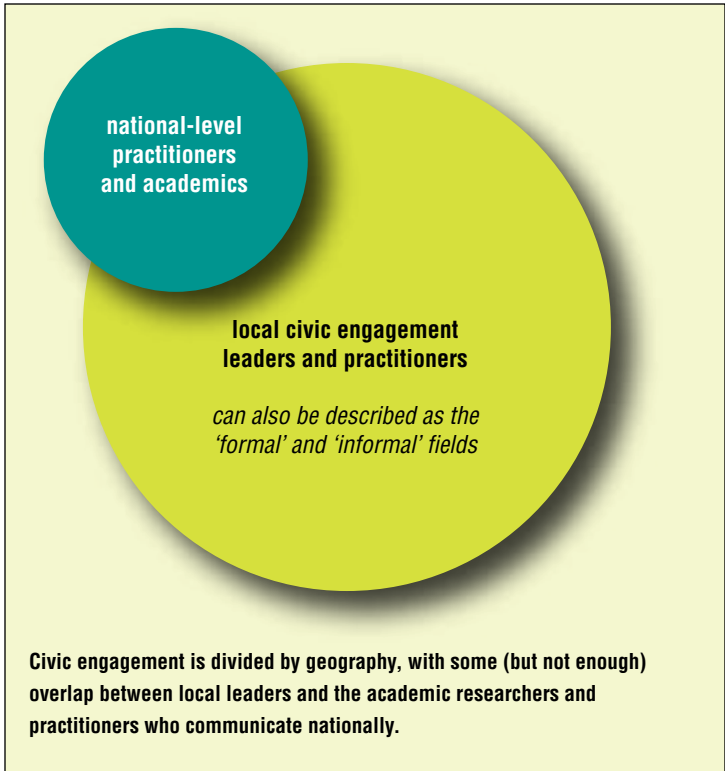 national-level
practitioners
and academics
local civic engagement
leaders and practitioners
can also be described as the
‘formal’ and ‘informal’ fields
Civic engagement is divided by geography, with some (but not enough)
overlap between local leaders and the academic researchers and
practitioners who communicate nationally.